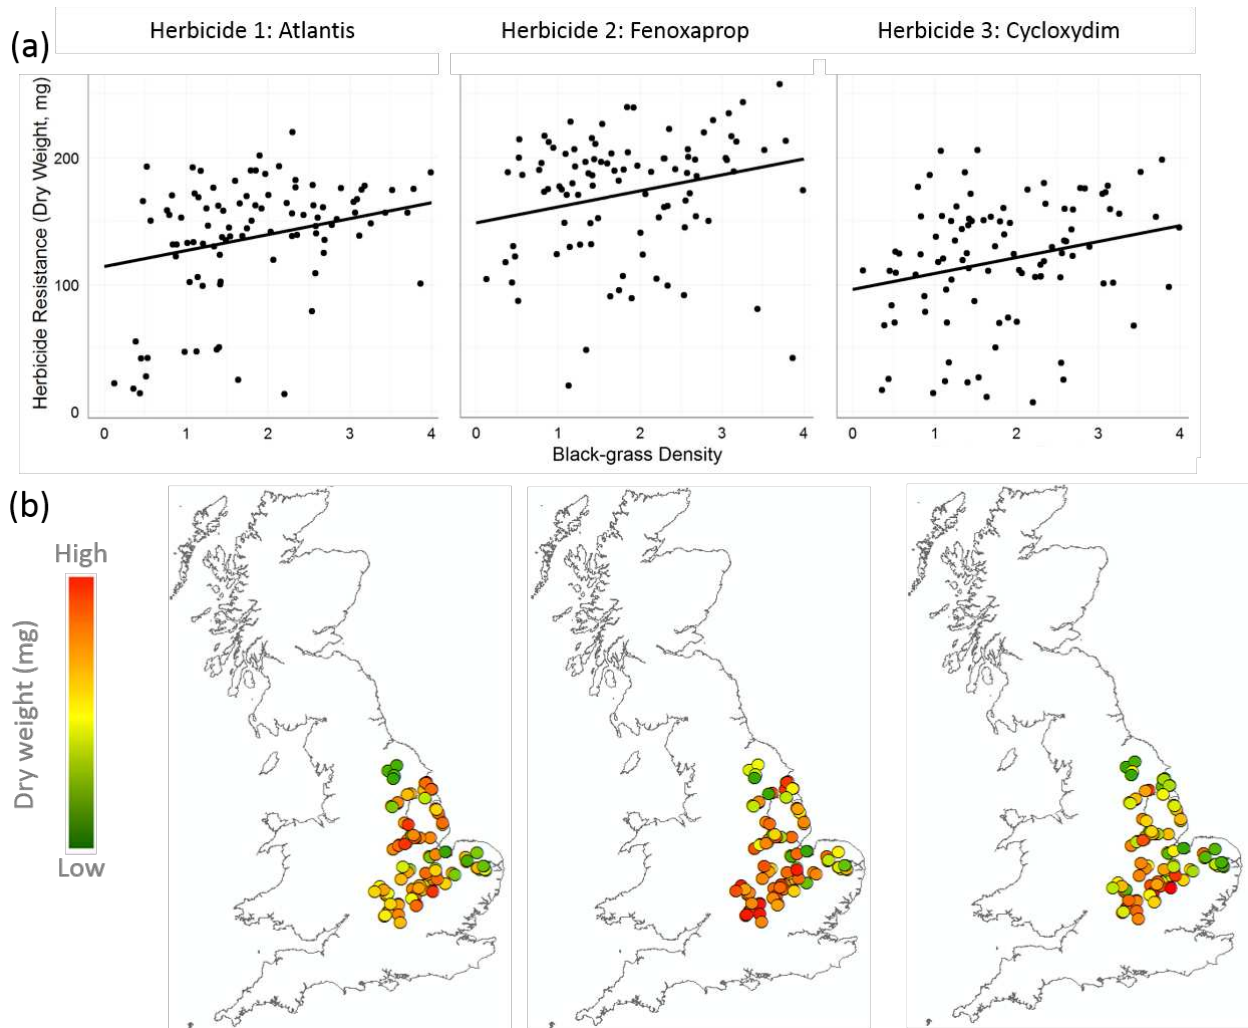 (a)
Herbicide 1: Atlantis
Herbicide 2: Fenoxaprop
Herbicide 3: Cycloxydim
Herbicide Resistance (Dry Weight, mg)
200
100
0
0 1 2 3 4
0 1 2 3 4
0 1 2 3 4
Black-grass Density
(b)
High
Dry weight (mg)
Low